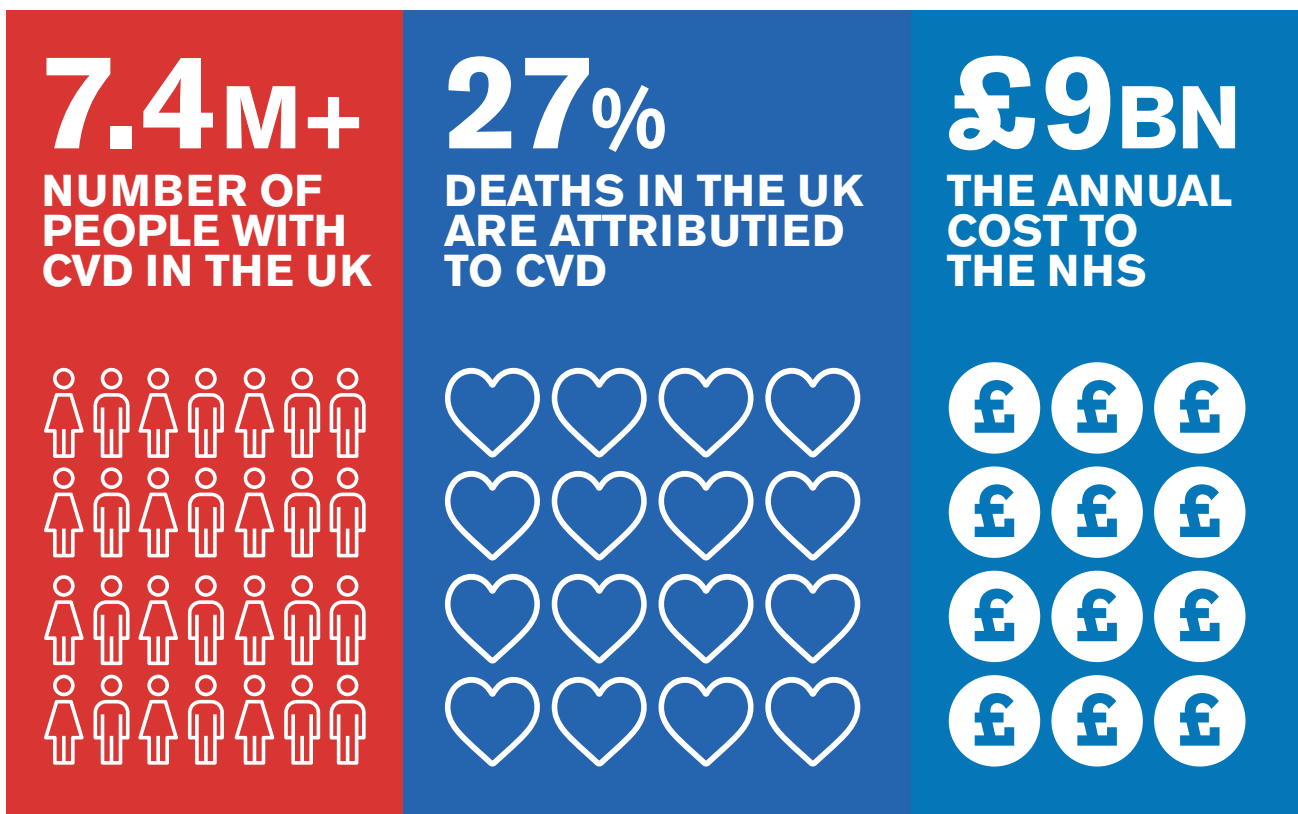 7.4M+
NUMBER OF
PEOPLE WITH
CVD IN THE UK
27%
DEATHS IN THE UK
ARE ATTRIBUTIED
TO CVD
£9BN
THE ANNUAL
COST TO
THE NHS
£ £ £
£ £ £
£ £ £
£ £ £